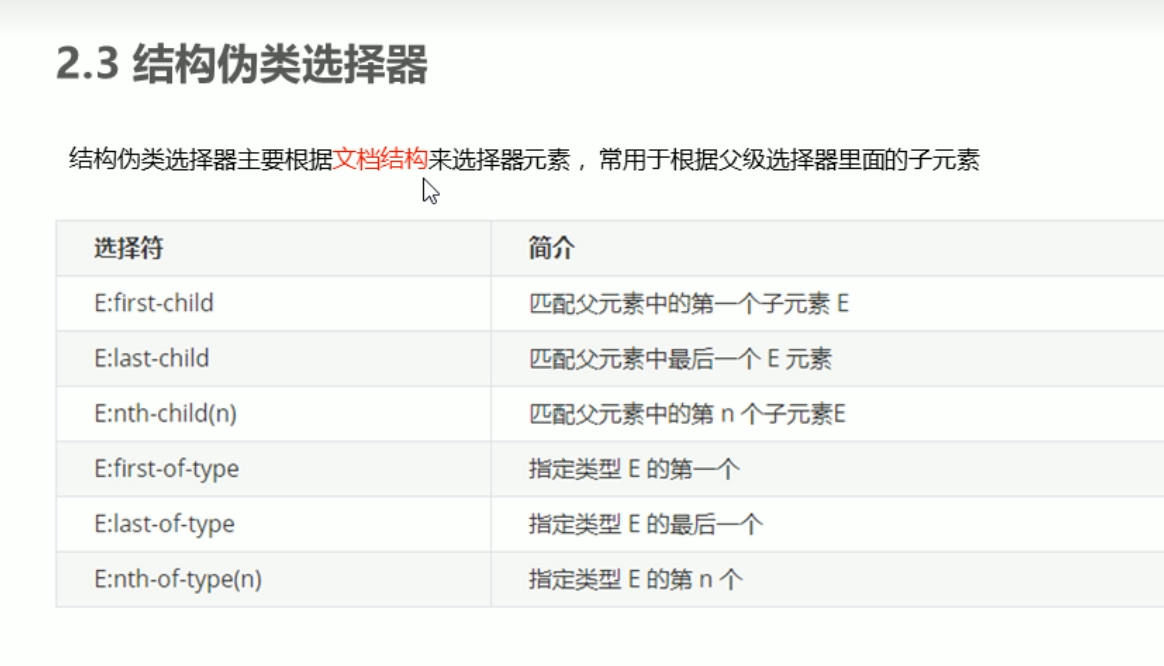 2.3 结构伪类选择器
结构伪类选择器主要根据文档结构来选择器元素，常用于根据父级选择器里面的子元素
选择符 简介
E:first-child 匹配父元素中的第一个子元素 E
E:last-child 匹配父元素中最后一个 E 元素
E:nth-child(n) 匹配父元素中的第 n 个子元素E
E:first-of-type 指定类型 E 的第一个
E:last-of-type 指定类型 E 的最后一个
E:nth-of-type(n) 指定类型 E 的第 n 个